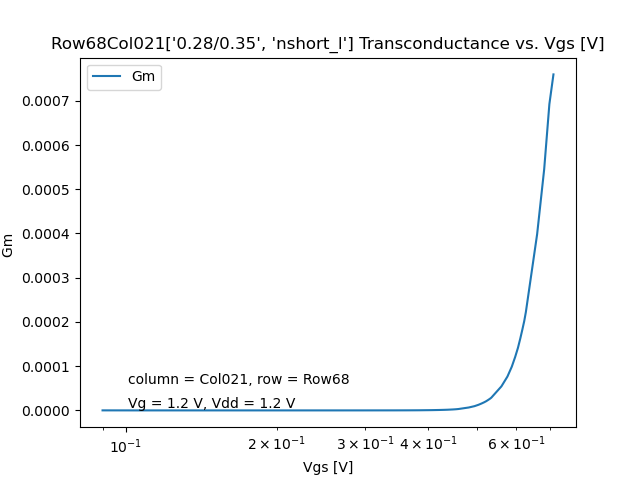 Row68Col021['0.28/0.35', 'nshort_l'] Transconductance vs. Vgs [V]
Gm
0.0007
0.0006
0.0005
0.0004
0.0003
0.0002
0.0001
0.0000
Gm
column = Col021, row = Row68
Vg = 1.2 V, Vdd = 1.2 V
10⁻¹
2 × 10⁻¹
3 × 10⁻¹
4 × 10⁻¹
6 × 10⁻¹
Vgs [V]